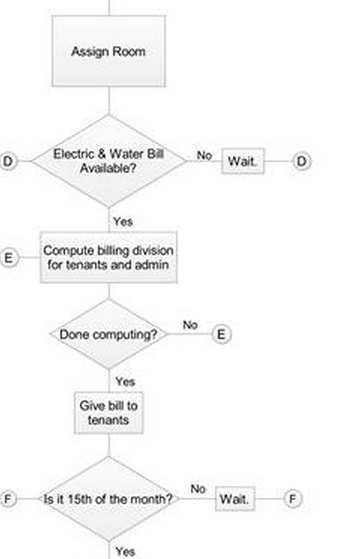 Assign Room
Electric & Water Bill
Available?
D
No
Wait.
D
Yes
Compute billing division
for tenants and admin
E
Done computing?
No
E
Yes
Give bill to
tenants
F
Is it 15th of the month?
No
Wait.
F
Yes